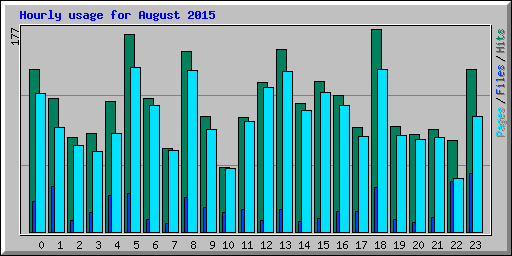 Hourly usage for August 2015
177
Pages / Files / Hits
0 1 2 3 4 5 6 7 8 9 10 11 12 13 14 15 16 17 18 19 20 21 22 23